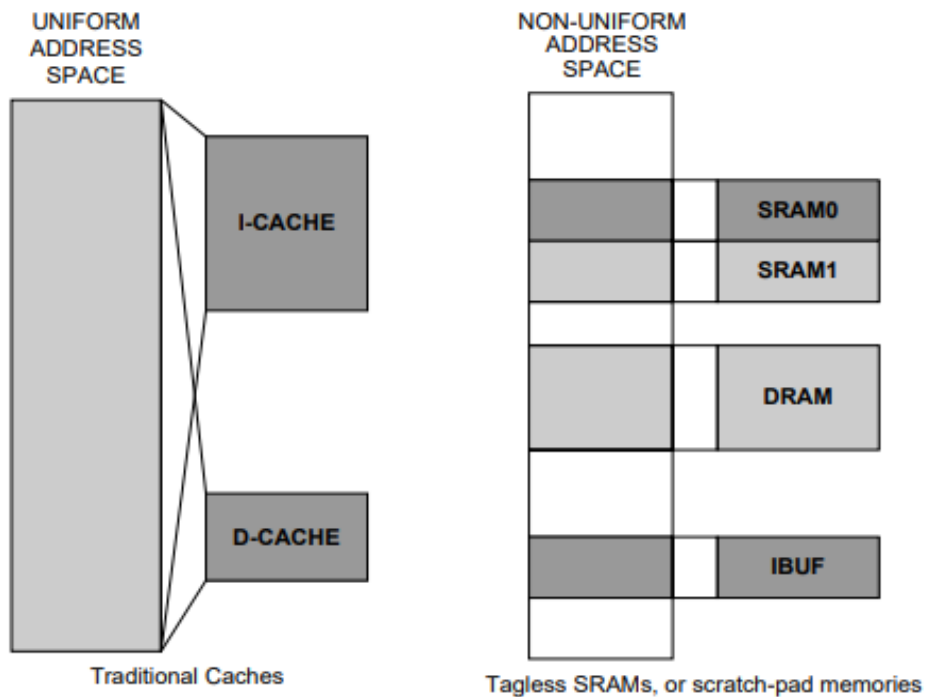 UNIFORM
ADDRESS
SPACE
I-CACHE
D-CACHE
Traditional Caches
NON-UNIFORM
ADDRESS
SPACE
SRAM0
SRAM1
DRAM
IBUF
Tagless SRAMs, or scratch-pad memories